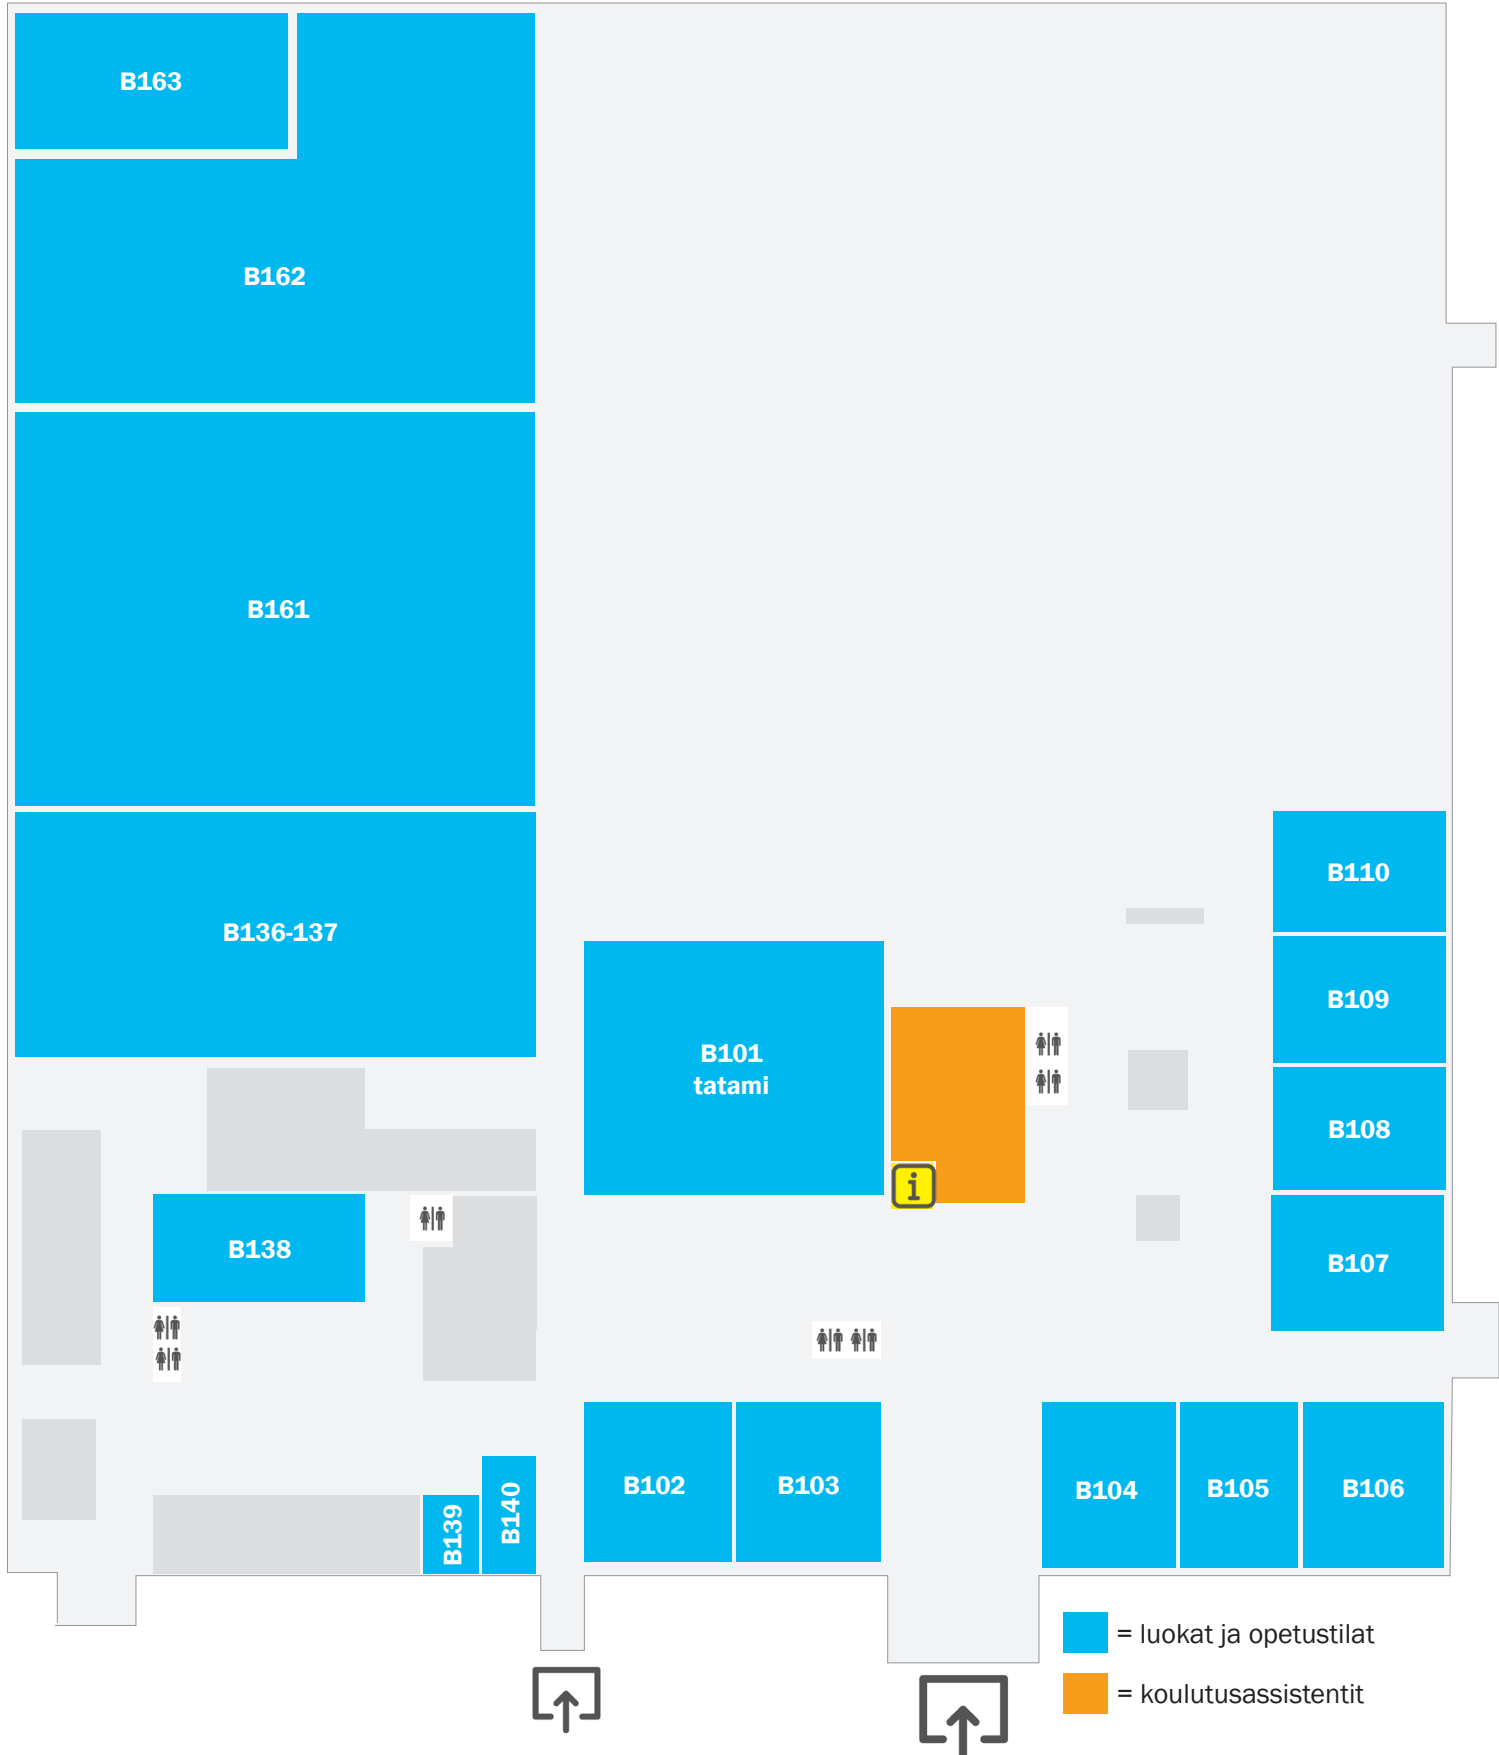 B163
B162
B161
B136-137
B110
B109
B108
B107
B101
tatami
i
B138
B139
B140
B102
B103
B104
B105
B106
= luokat ja opetustilat
= koulutusassistentit